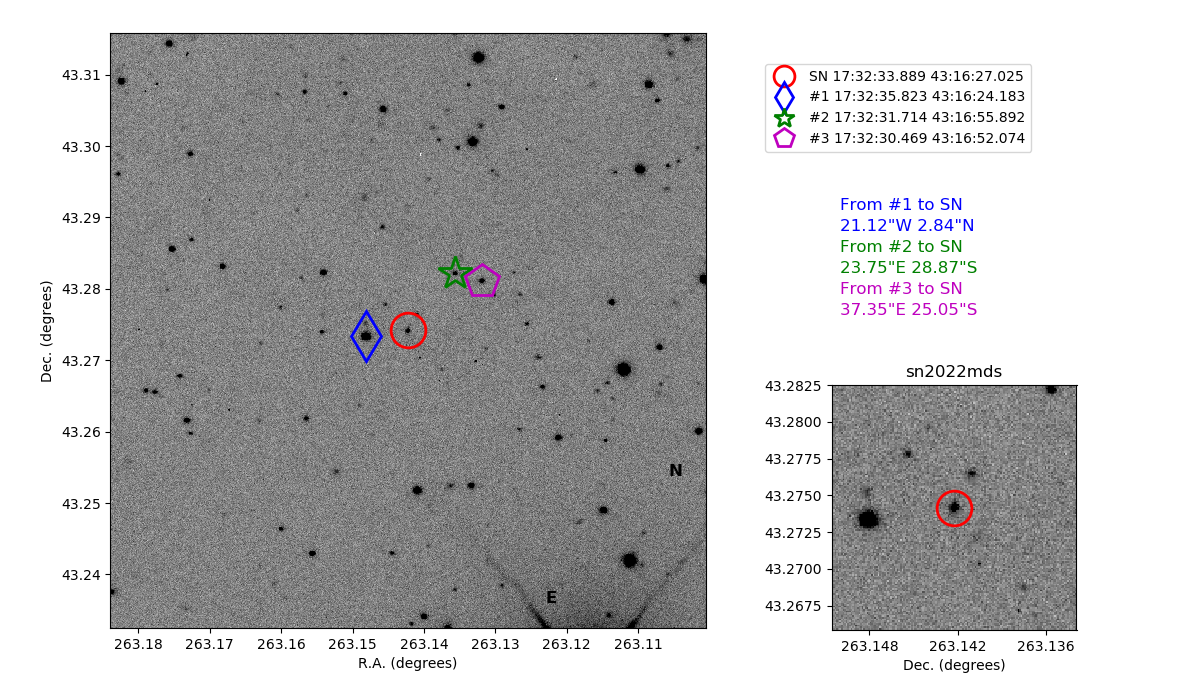 43.31
43.30
43.29
43.28
43.27
43.26
43.25
43.24
Dec. (degrees)
263.18 263.17 263.16 263.15 263.14 263.13 263.12 263.11
R.A. (degrees)
N
E
SN 17:32:33.889 43:16:27.025
#1 17:32:35.823 43:16:24.183
#2 17:32:31.714 43:16:55.892
#3 17:32:30.469 43:16:52.074
From #1 to SN
21.12"W 2.84"N
From #2 to SN
23.75"E 28.87"S
From #3 to SN
37.35"E 25.05"S
sn2022mds
43.2825
43.2800
43.2775
43.2750
43.2725
43.2700
43.2675
263.148 263.142 263.136
Dec. (degrees)